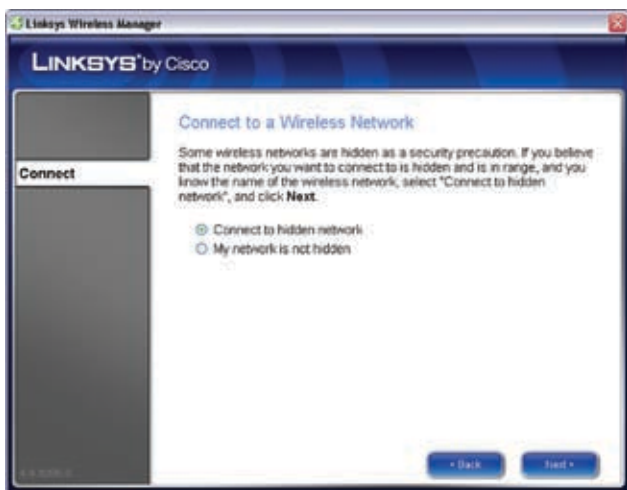 Linksys Wireless Manager
LINKSYS® by Cisco
Connect to a Wireless Network
Some wireless networks are hidden as a security precaution. If you believe
that the network you want to connect to is hidden and is in range, and you
know the name of the wireless network, select "Connect to hidden
network", and click Next.
Connect
Connect to hidden network
My network is not hidden
Back
Next